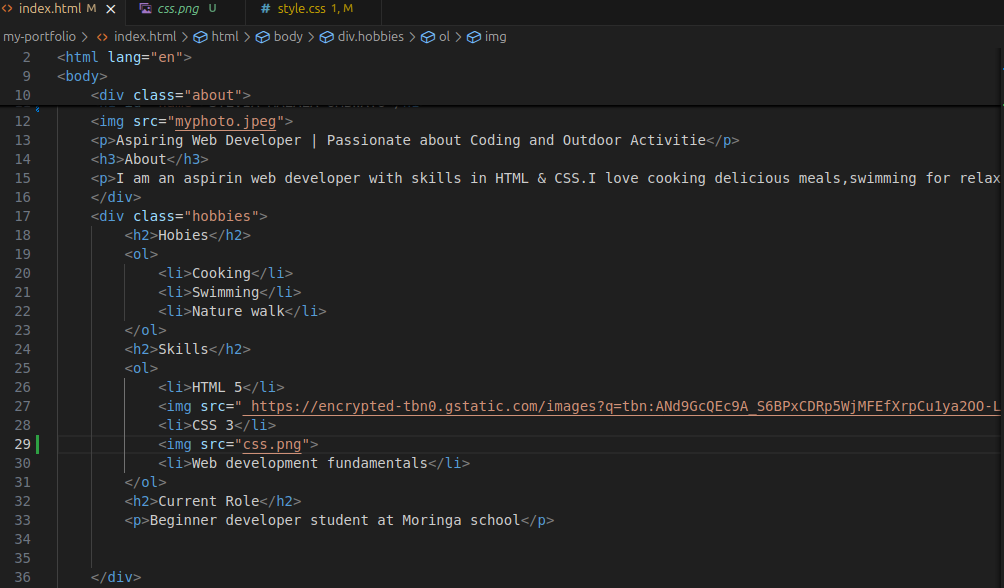 index.html M × css.png U style.css 1, M
my-portfolio > index.html > html > body > div.hobbies > ol > img
2 <html lang="en">
9 <body>
10 <div class="about">
12 <img src="myphoto.jpeg">
13 <p>Aspiring Web Developer | Passionate about Coding and Outdoor Activitie</p>
14 <h3>About</h3>
15 <p>I am an aspirin web developer with skills in HTML & CSS.I love cooking delicious meals,swimming for relax
16 </div>
17 <div class="hobbies">
18 <h2>Hobies</h2>
19 <ol>
20 <li>Cooking</li>
21 <li>Swimming</li>
22 <li>Nature walk</li>
23 </ol>
24 <h2>Skills</h2>
25 <ol>
26 <li>HTML 5</li>
27 <img src=" https://encrypted-tbn0.gstatic.com/images?q=tbn:ANd9GcQEc9A_S6BPxCDRp5WjMFEfXrpCu1ya2OO-L
28 <li>CSS 3</li>
29 <img src="css.png">
30 <li>Web development fundamentals</li>
31 </ol>
32 <h2>Current Role</h2>
33 <p>Beginner developer student at Moringa school</p>
34
35
36 </div>